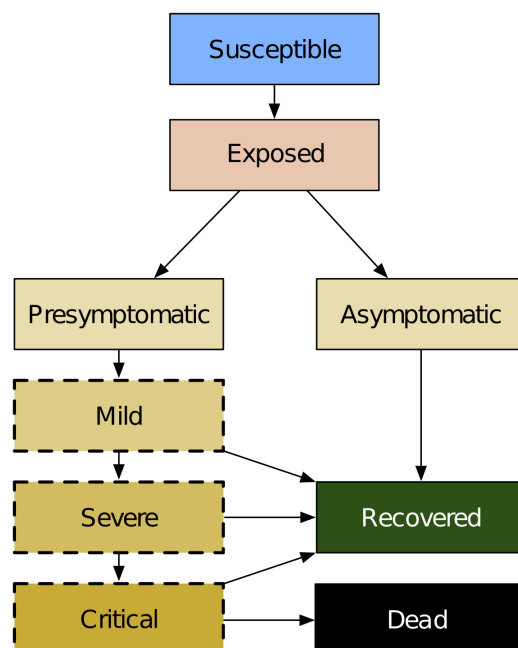 Susceptible
Exposed
Presymptomatic
Asymptomatic
Mild
Severe
Recovered
Critical
Dead